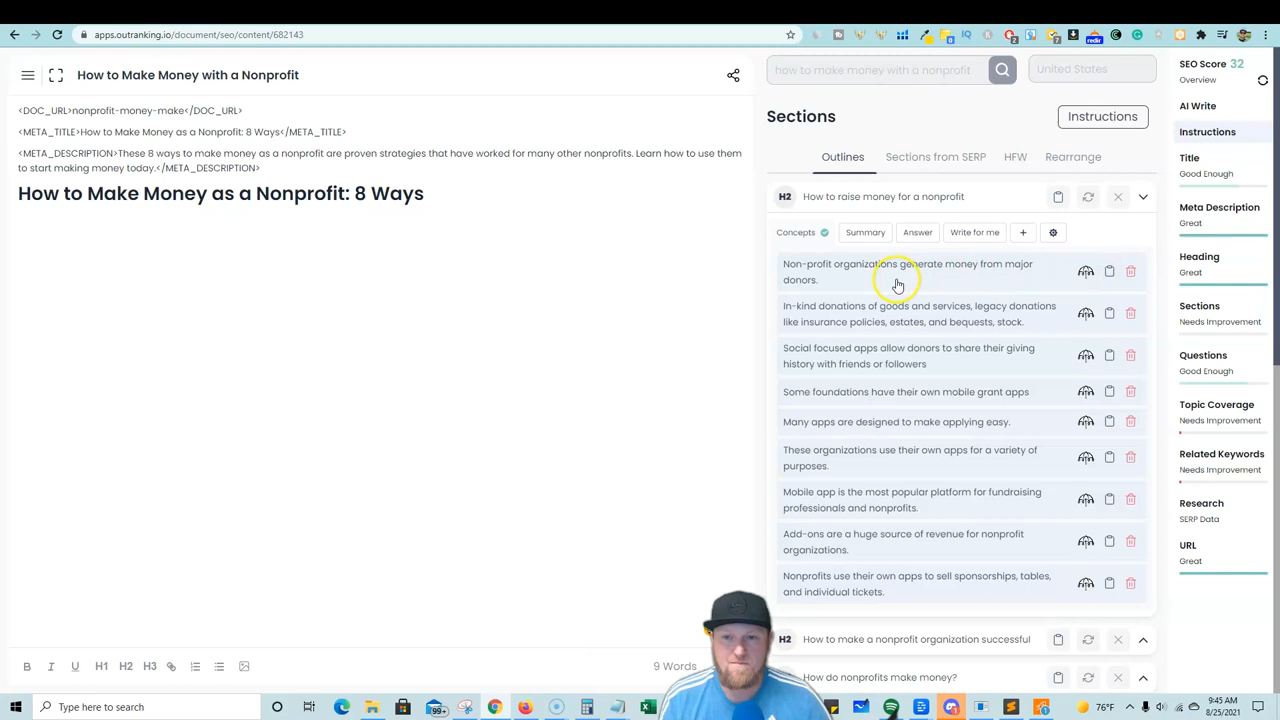 apps.outranking.io/document/seo/content/682143
How to Make Money with a Nonprofit
<DOC_URL>nonprofit-money-make</DOC_URL>
<META_TITLE>How to Make Money as a Nonprofit: 8 Ways</META_TITLE>
<META_DESCRIPTION>These 8 ways to make money as a nonprofit are proven strategies that have worked for many other nonprofits. Learn how to use them
to start making money today.</META_DESCRIPTION>
How to Make Money as a Nonprofit: 8 Ways
B I U H1 H2 H3
9 Words
how to make money with a nonprofit
United States
Sections
Instructions
Outlines
Sections from SERP
HFW
Rearrange
H2 How to raise money for a nonprofit
Concepts
Summary
Answer
Write for me
+
Non-profit organizations generate money from major
donors.
In-kind donations of goods and services, legacy donations
like insurance policies, estates, and bequests, stock.
Social focused apps allow donors to share their giving
history with friends or followers
Some foundations have their own mobile grant apps
Many apps are designed to make applying easy.
These organizations use their own apps for a variety of
purposes.
Mobile app is the most popular platform for fundraising
professionals and nonprofits.
Add-ons are a huge source of revenue for nonprofit
organizations.
Nonprofits use their own apps to sell sponsorships, tables,
and individual tickets.
H2 How to make a nonprofit organization successful
How do nonprofits make money?
SEO Score 32
Overview
AI Write
Instructions
Title
Good Enough
Meta Description
Great
Heading
Great
Sections
Needs Improvement
Questions
Good Enough
Topic Coverage
Needs Improvement
Related Keywords
Needs Improvement
Research
SERP Data
URL
Great
Type here to search
99+
76°F
9:45 AM
8/25/2021